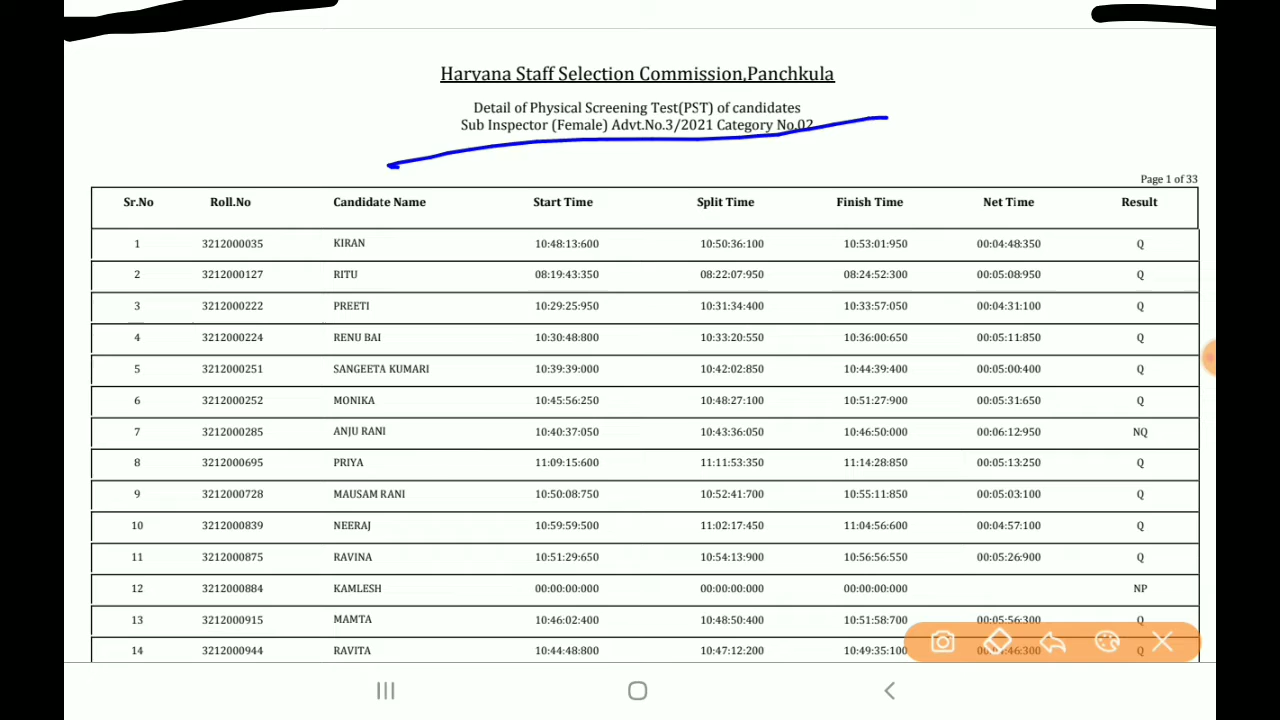 Haryana Staff Selection Commission,Panchkula
Detail of Physical Screening Test(PST) of candidates
Sub Inspector (Female) Advt.No.3/2021 Category No.02
Page 1 of 33
Sr.No Roll.No Candidate Name Start Time Split Time Finish Time Net Time Result
1 3212000035 KIRAN 10:48:13:600 10:50:36:100 10:53:01:950 00:04:48:350 Q
2 3212000127 RITU 08:19:43:350 08:22:07:950 08:24:52:300 00:05:08:950 Q
3 3212000222 PREETI 10:29:25:950 10:31:34:400 10:33:57:050 00:04:31:100 Q
4 3212000224 RENU BAI 10:30:48:800 10:33:20:550 10:36:00:650 00:05:11:850 Q
5 3212000251 SANGEETA KUMARI 10:39:39:000 10:42:02:850 10:44:39:400 00:05:00:400 Q
6 3212000252 MONIKA 10:45:56:250 10:48:27:100 10:51:27:900 00:05:31:650 Q
7 3212000285 ANJU RANI 10:40:37:050 10:43:36:050 10:46:50:000 00:06:12:950 NQ
8 3212000695 PRIYA 11:09:15:600 11:11:53:350 11:14:28:850 00:05:13:250 Q
9 3212000728 MAUSAM RANI 10:50:08:750 10:52:41:700 10:55:11:850 00:05:03:100 Q
10 3212000839 NEERAJ 10:59:59:500 11:02:17:450 11:04:56:600 00:04:57:100 Q
11 3212000875 RAVINA 10:51:29:650 10:54:13:900 10:56:56:550 00:05:26:900 Q
12 3212000884 KAMLESH 00:00:00:000 00:00:00:000 00:00:00:000 NP
13 3212000915 MAMTA 10:46:02:400 10:48:50:400 10:51:58:700 00:05:56:300 Q
14 3212000944 RAVITA 10:44:48:800 10:47:12:200 10:49:35:100 Q